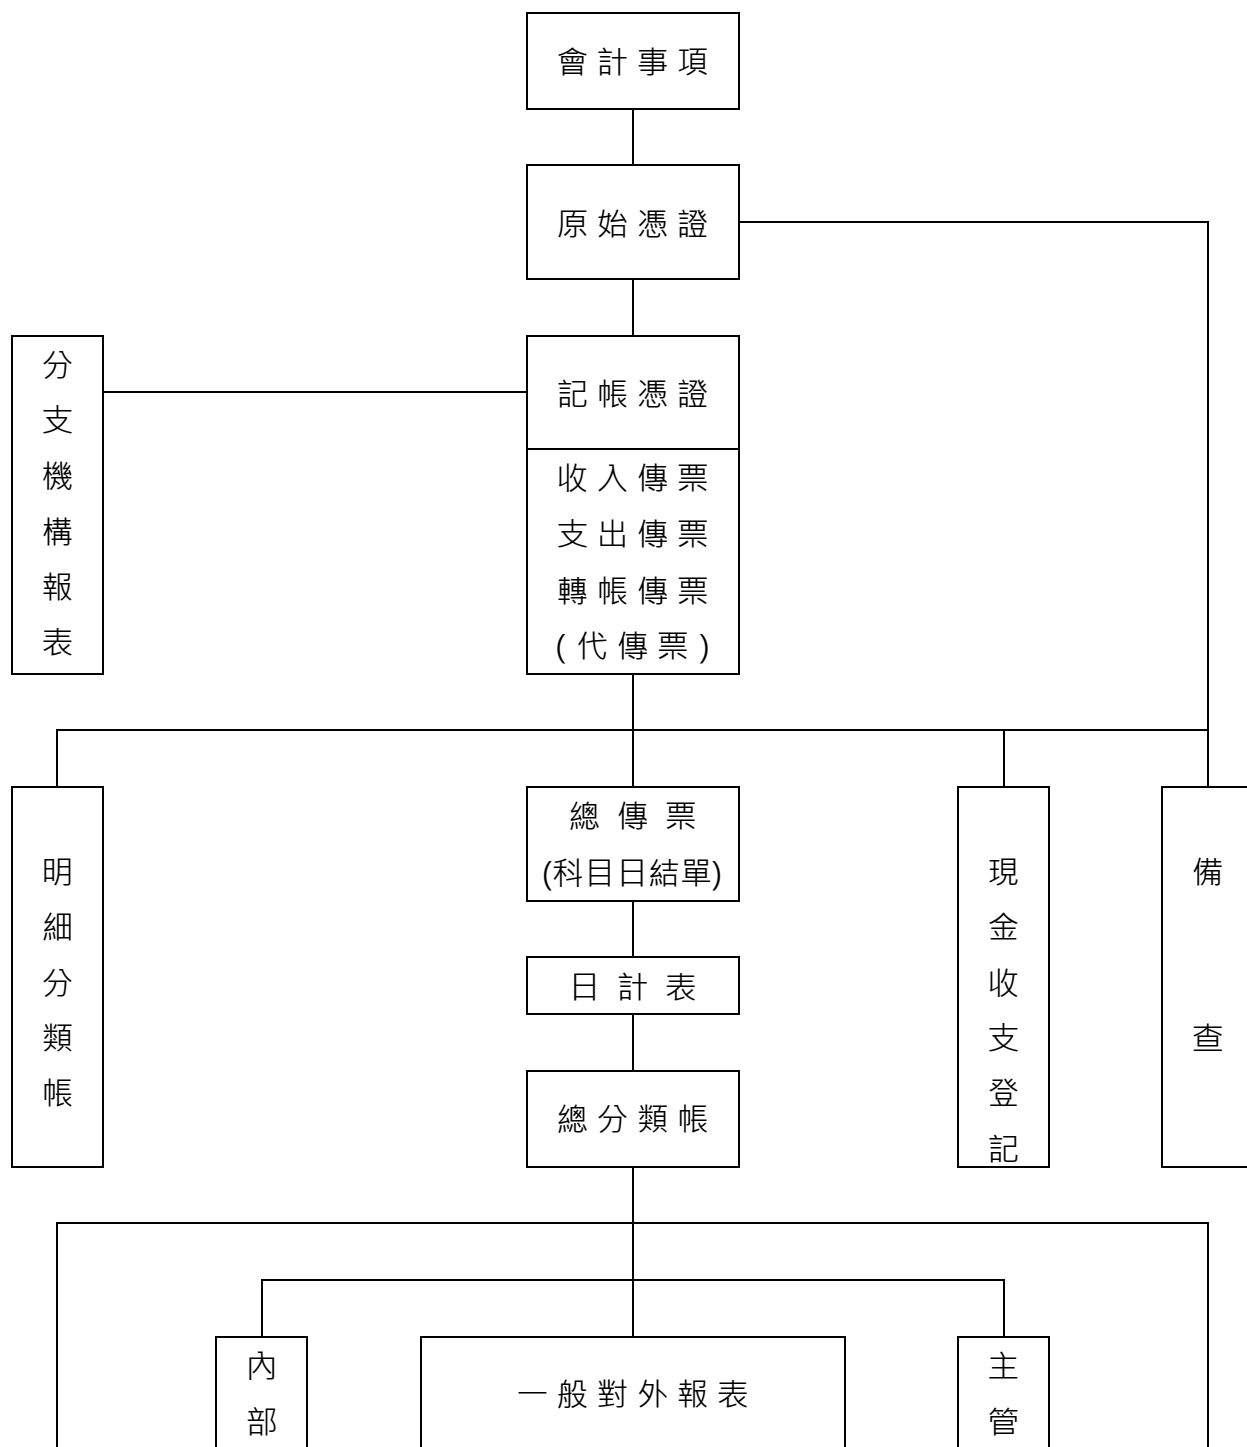 會計事項
原始憑證
分支機構報表
記帳憑證
收入傳票
支出傳票
轉帳傳票
(代傳票)
明細分類帳
總傳票
(科目日結單)
日計表
總分類帳
現金收支登記
備查
內部
一般對外報表
主管